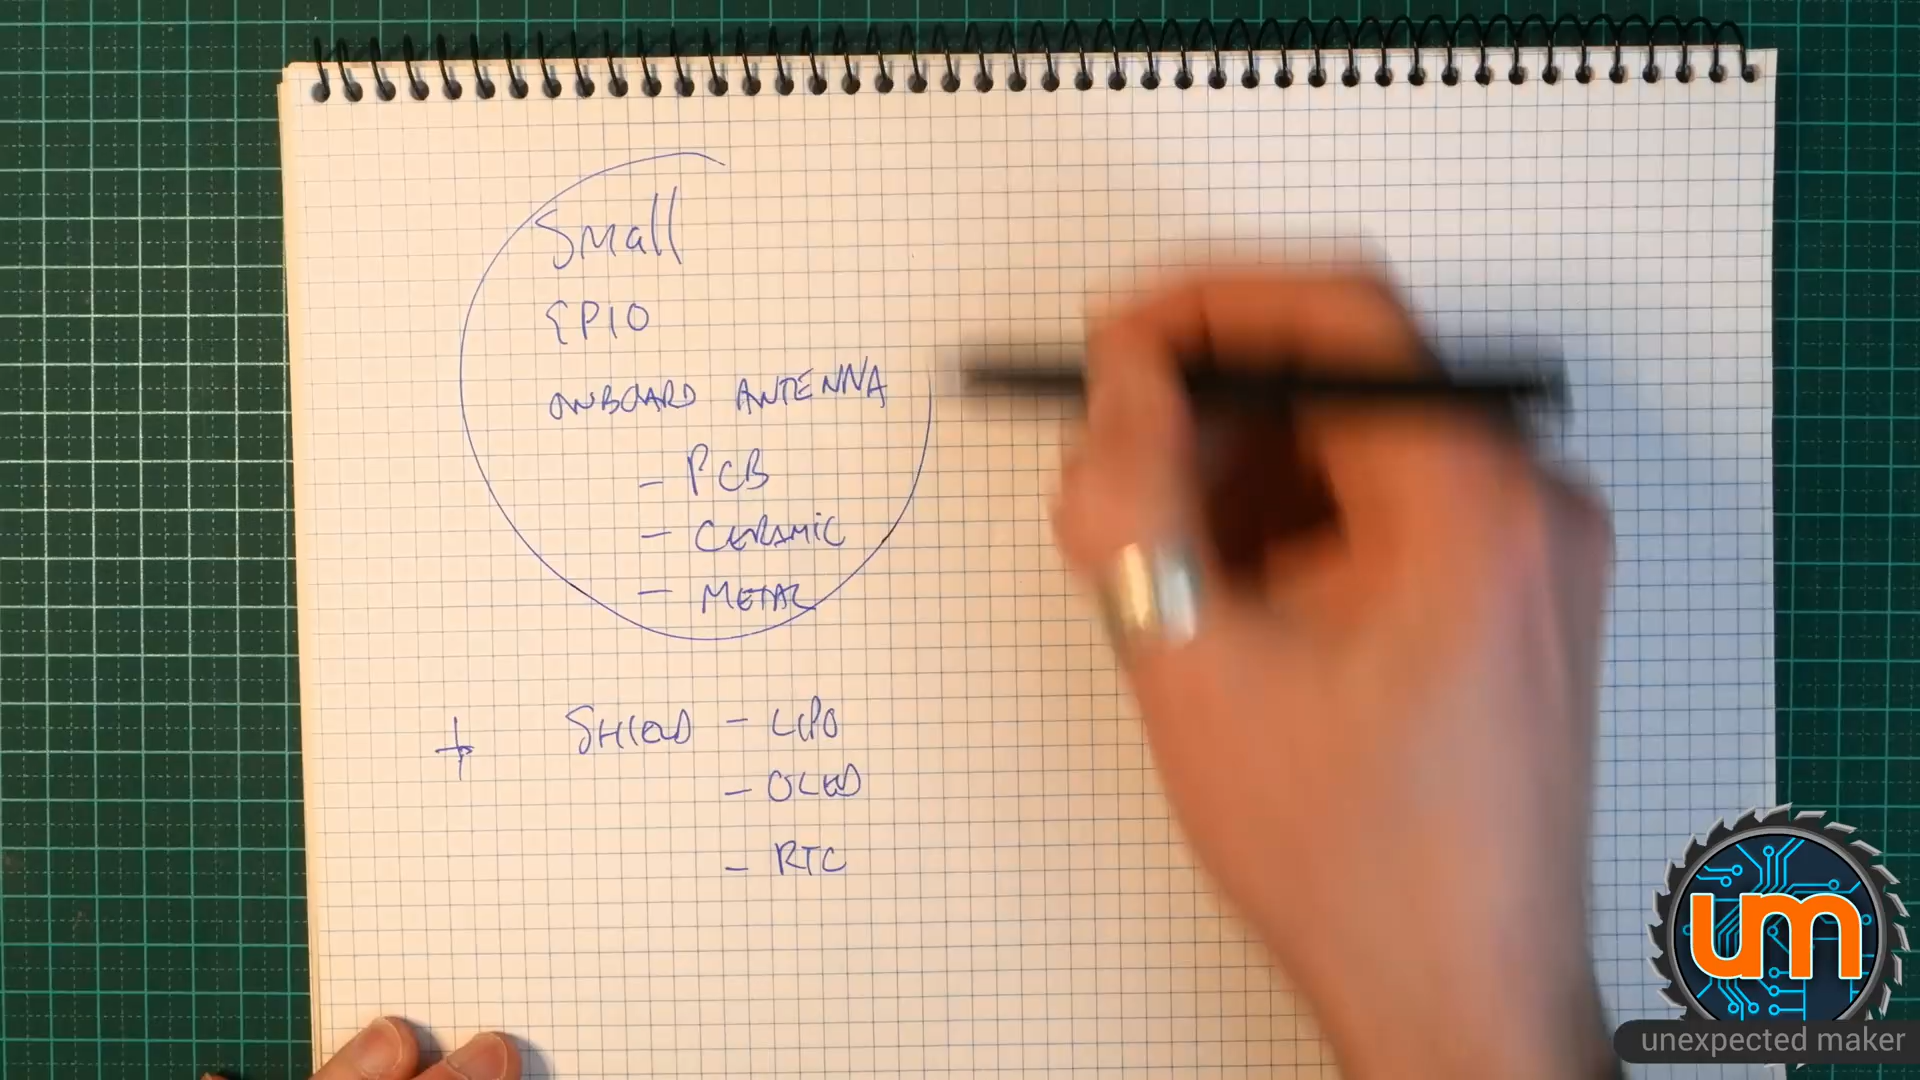 Small
GPIO
ONBOARD ANTENNA
- PCB
- CERAMIC
- METAL
+ SHIELD - LIPO
- OLED
- RTC
um
unexpected maker